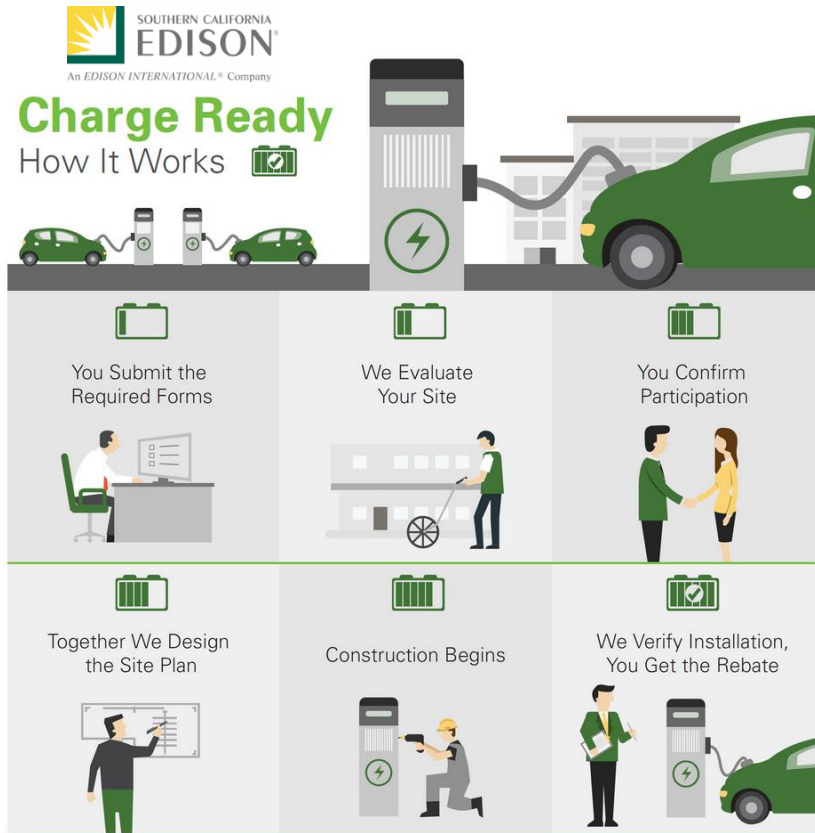 SOUTHERN CALIFORNIA
EDISON®
An EDISON INTERNATIONAL® Company
Charge Ready
How It Works
You Submit the
Required Forms
We Evaluate
Your Site
You Confirm
Participation
Together We Design
the Site Plan
Construction Begins
We Verify Installation,
You Get the Rebate